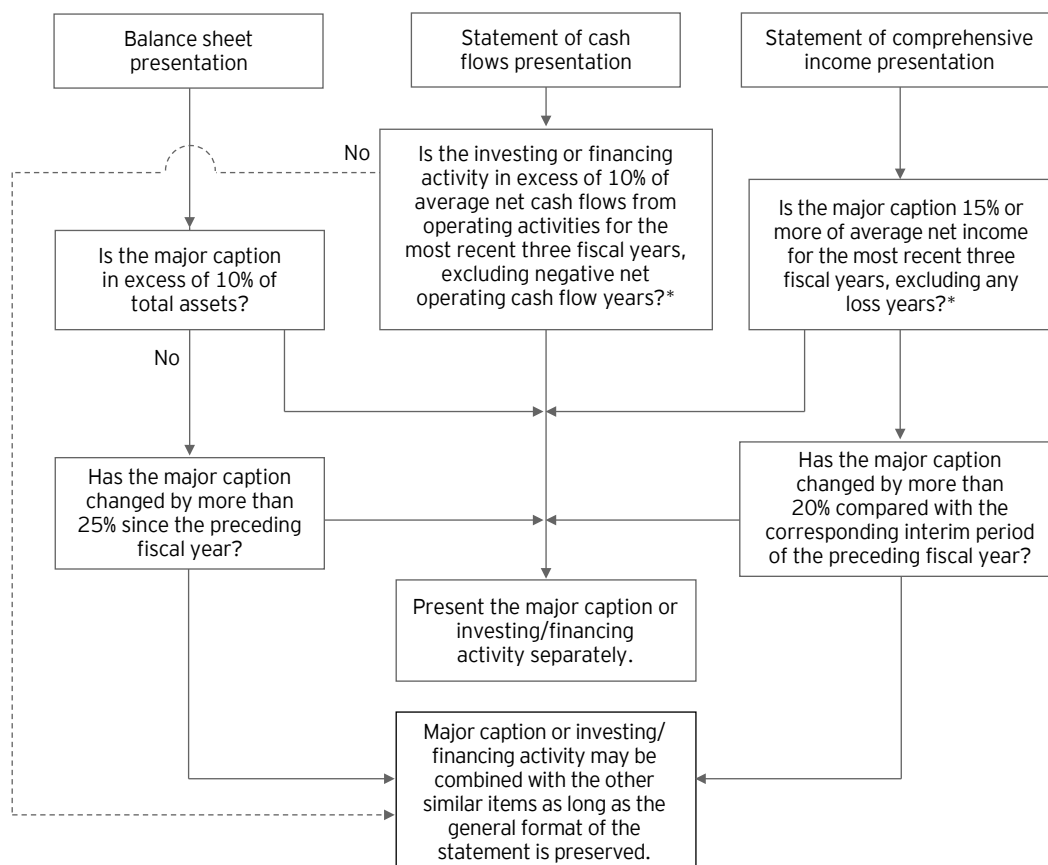 Balance sheet
presentation
Statement of cash
flows presentation
Statement of comprehensive
income presentation
No
Is the investing or financing
activity in excess of 10% of
average net cash flows from
operating activities for the
most recent three fiscal years,
excluding negative net
operating cash flow years?*
Is the major caption
in excess of 10% of
total assets?
Is the major caption 15% or
more of average net income
for the most recent three
fiscal years, excluding any
loss years?*
No
Has the major caption
changed by more than
25% since the preceding
fiscal year?
Has the major caption
changed by more than
20% compared with the
corresponding interim period
of the preceding fiscal year?
Present the major caption or
investing/financing
activity separately.
Major caption or investing/
financing activity may be
combined with the other
similar items as long as the
general format of the
statement is preserved.